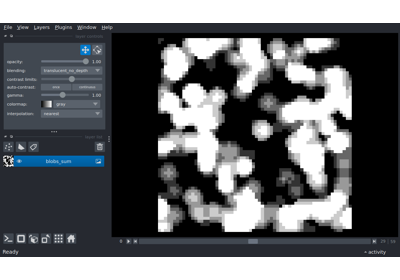 File View Layers Plugins Window Help
opacity: 1.00
blending: translucent_no_depth
contrast limits:
auto-contrast: once continuous
gamma: 1.00
colormap: gray
interpolation: nearest
blobs_sum
Ready
activity